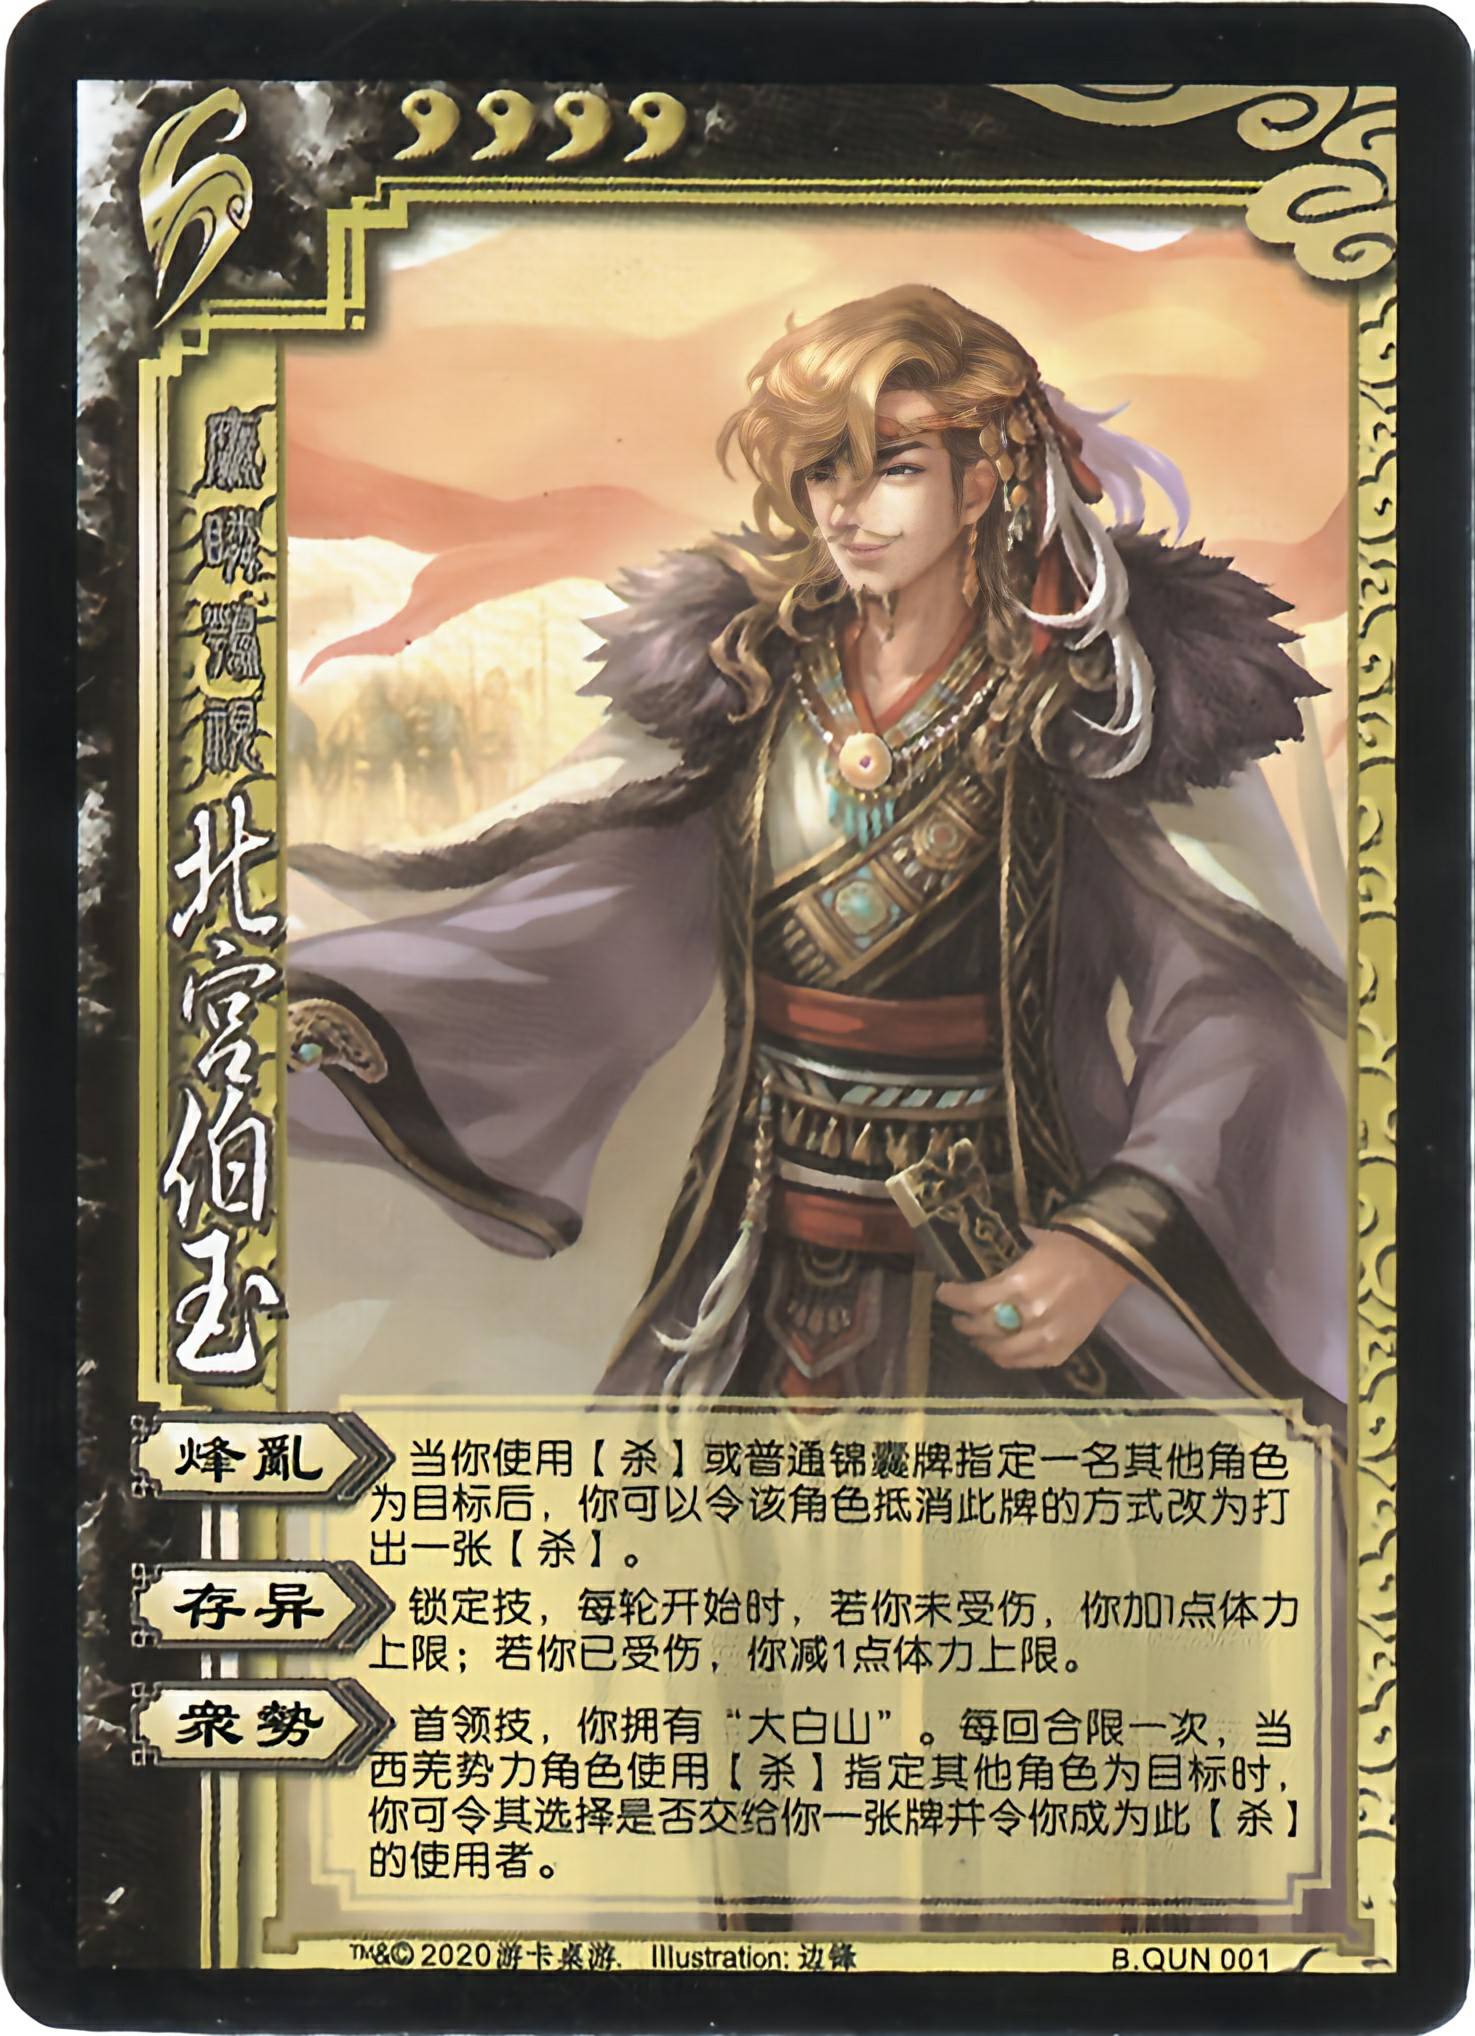 鷹瞵鶚視
北宫伯玉
烽亂
当你使用【杀】或普通锦囊牌指定一名其他角色
为目标后，你可以令该角色抵消此牌的方式改为打
出一张【杀】。
存异
锁定技，每轮开始时，若你未受伤，你加1点体力
上限；若你已受伤，你减1点体力上限。
衆勢
首领技，你拥有“大白山”。每回合限一次，当
西羌势力角色使用【杀】指定其他角色为目标时，
你可令其选择是否交给你一张牌并令你成为此【杀】
的使用者。
™&© 2020 游卡桌游. Illustration: 边锋
B.QUN 001